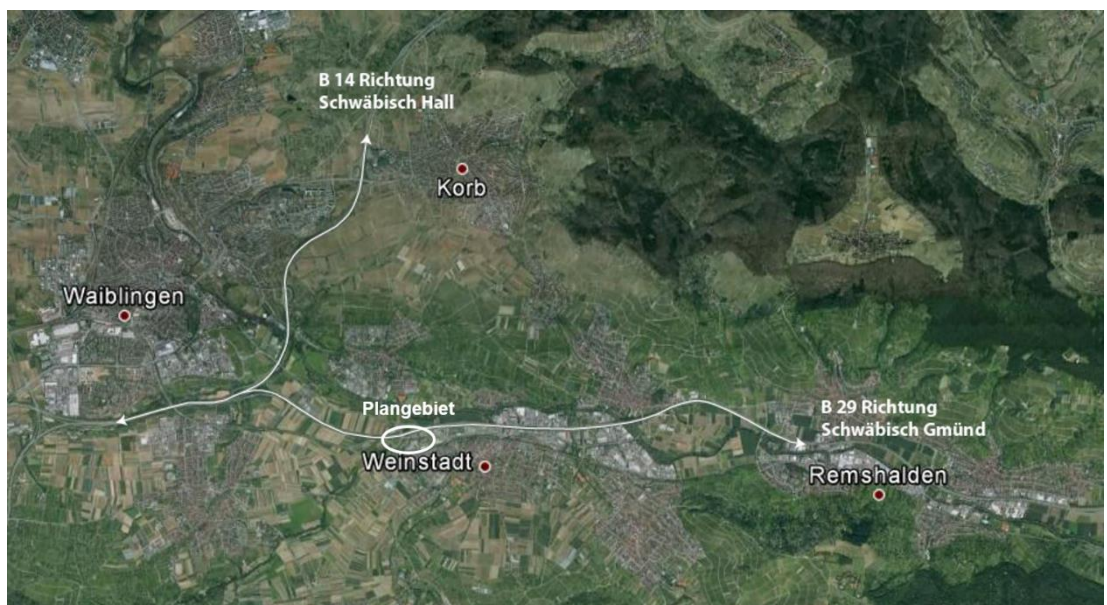 B 14 Richtung
Schwäbisch Hall
Korb
Waiblingen
Plangebiet
Weinstadt
B 29 Richtung
Schwäbisch Gmünd
Remshalden